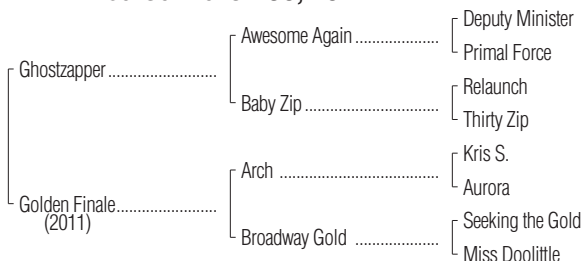 Deputy Minister
Awesome Again
Primal Force
Ghostzapper
Relaunch
Baby Zip
Thirty Zip
Kris S.
Arch
Aurora
Golden Finale
(2011)
Seeking the Gold
Broadway Gold
Miss Doolittle